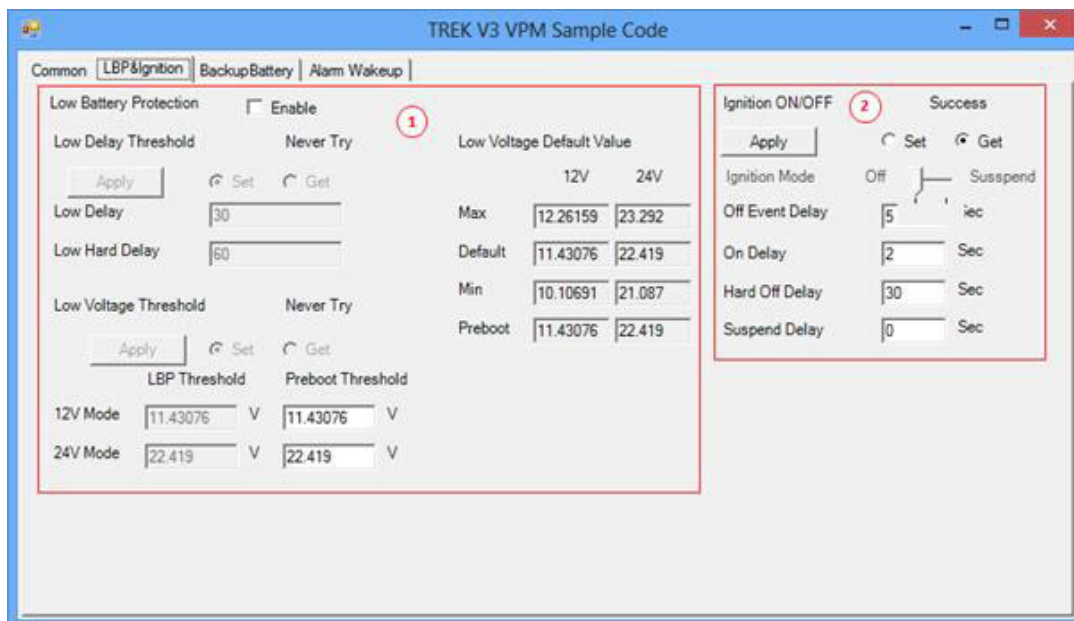 TREK V3 VPM Sample Code
Common LBP&Ignition BackupBattery Alarm Wakeup
Low Battery Protection Enable
1
Low Delay Threshold Never Try
Apply Set Get
Low Delay 30
Low Hard Delay 60
Low Voltage Threshold Never Try
Apply Set Get
LBP Threshold Preboot Threshold
12V Mode 11.43076 V 11.43076 V
24V Mode 22.419 V 22.419 V
Low Voltage Default Value
12V 24V
Max 12.26159 23.292
Default 11.43076 22.419
Min 10.10691 21.087
Preboot 11.43076 22.419
Ignition ON/OFF 2 Success
Apply Set Get
Ignition Mode Off Susspend
Off Event Delay 5 iec
On Delay 2 Sec
Hard Off Delay 30 Sec
Suspend Delay 0 Sec